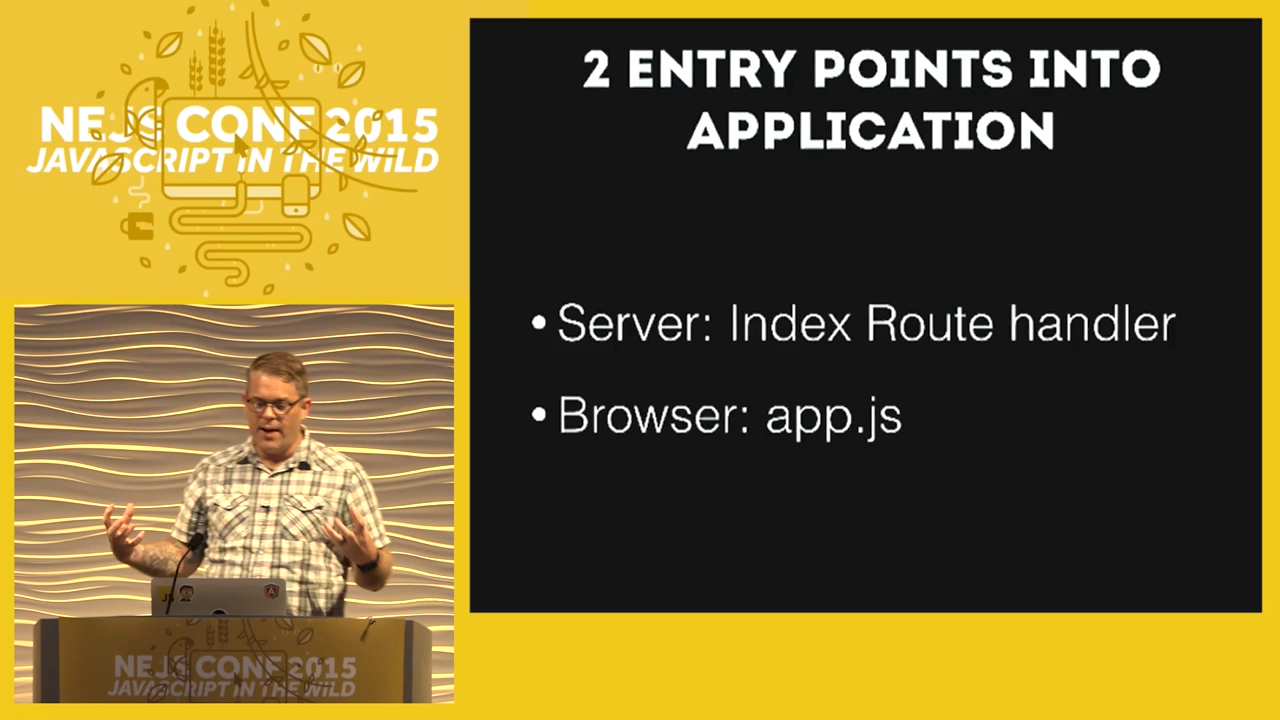 NEJS CONF 2015
JAVASCRIPT IN THE WILD
2 ENTRY POINTS INTO
APPLICATION
• Server: Index Route handler
• Browser: app.js
JS
NEJS CONF 2015
JAVASCRIPT IN THE WILD